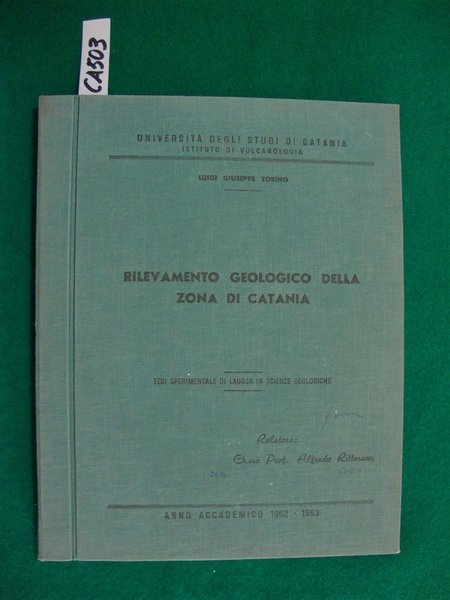 CA503
UNIVERSITÀ DEGLI STUDI DI CATANIA
ISTITUTO DI VULCANOLOGIA
LUIGI GIUSEPPE TORINO
RILEVAMENTO GEOLOGICO DELLA
ZONA DI CATANIA
TESI SPERIMENTALE DI LAUREA IN SCIENZE GEOLOGICHE
Relatore:
Ch.mo Prof. Alfredo Rittmann
ANNO ACCADEMICO 1962 - 1963